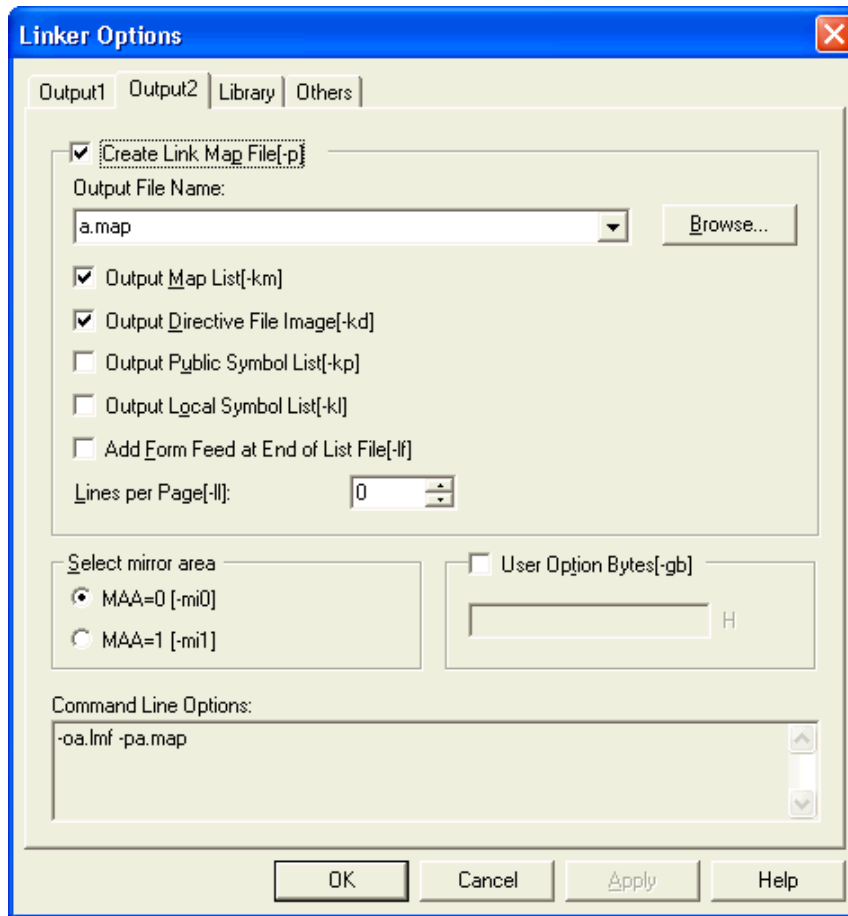 Linker Options
Output1 Output2 Library Others
Create Link Map File[-p]
Output File Name:
a.map
Browse...
Output Map List[-km]
Output Directive File Image[-kd]
Output Public Symbol List[-kp]
Output Local Symbol List[-kl]
Add Form Feed at End of List File[-lf]
Lines per Page[-ll]:
0
Select mirror area
MAA=0 [-mi0]
MAA=1 [-mi1]
User Option Bytes[-gb]
H
Command Line Options:
-oa.lmf -pa.map
OK Cancel Apply Help